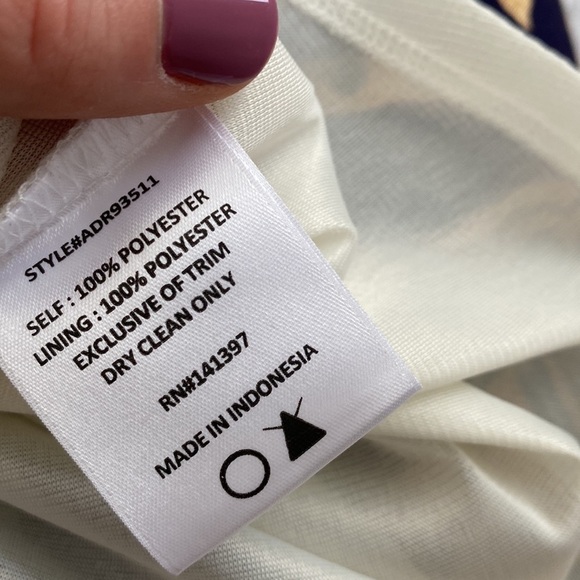 STYLE#ADR93511
SELF : 100% POLYESTER
LINING : 100% POLYESTER
EXCLUSIVE OF TRIM
DRY CLEAN ONLY
RN#141397
MADE IN INDONESIA